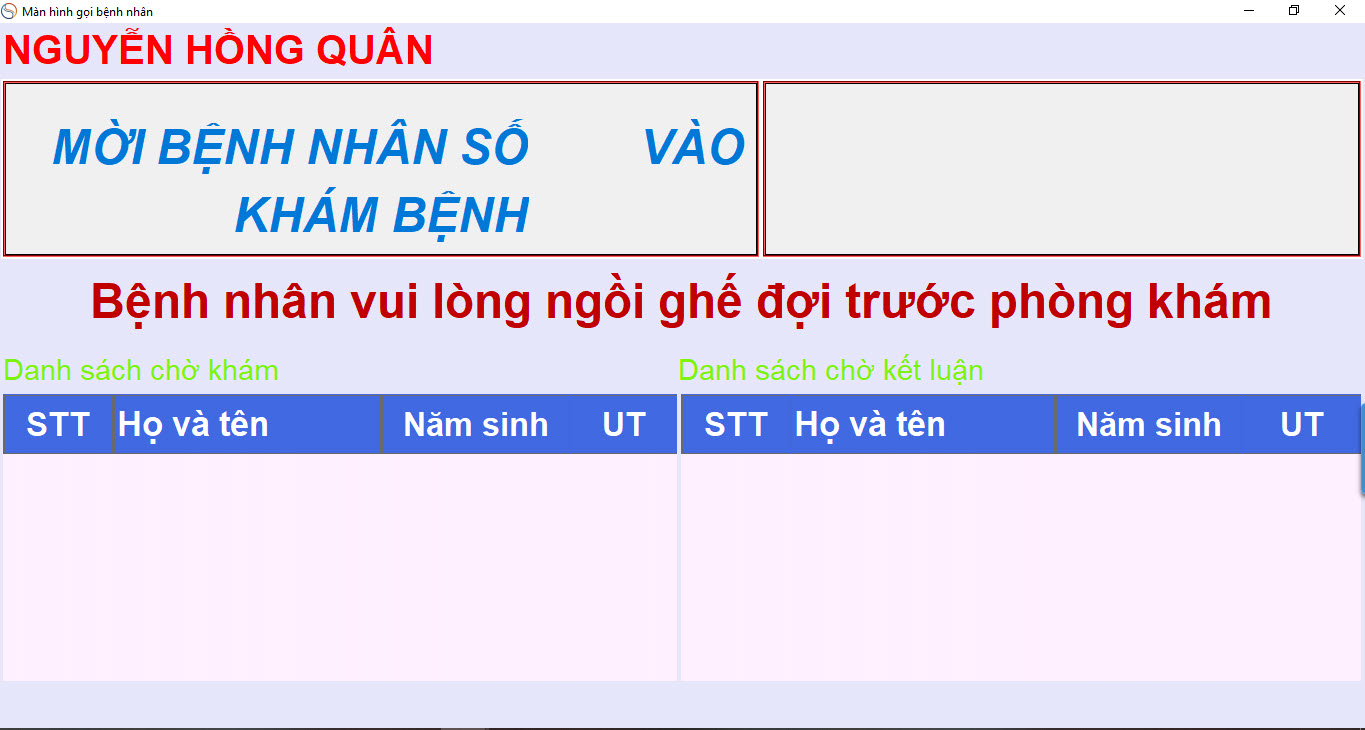 Màn hình gọi bệnh nhân
NGUYỄN HỒNG QUÂN
MỜI BỆNH NHÂN SỐ VÀO
KHÁM BỆNH
Bệnh nhân vui lòng ngồi ghế đợi trước phòng khám
Danh sách chờ khám
Danh sách chờ kết luận
STT Họ và tên Năm sinh UT
STT Họ và tên Năm sinh UT